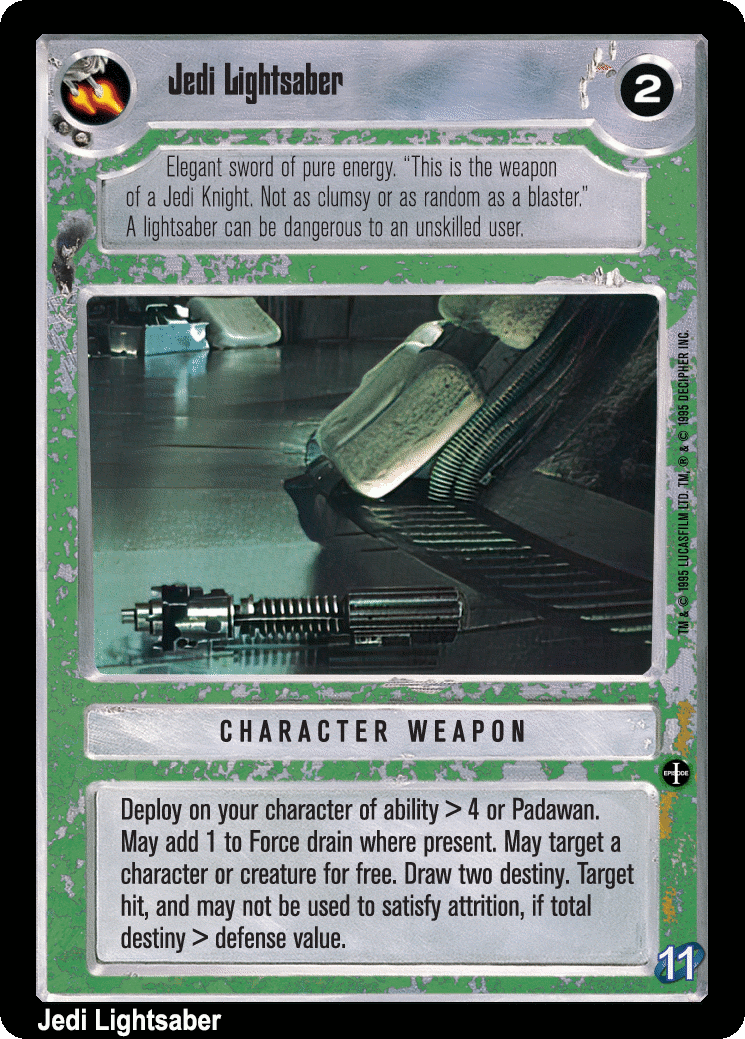 Jedi Lightsaber
2
Elegant sword of pure energy. “This is the weapon
of a Jedi Knight. Not as clumsy or as random as a blaster.”
A lightsaber can be dangerous to an unskilled user.
TM & © 1995 LUCASFILM LTD. TM, ® & © 1995 DECIPHER INC.
CHARACTER WEAPON
EPISODE
I
Deploy on your character of ability > 4 or Padawan.
May add 1 to Force drain where present. May target a
character or creature for free. Draw two destiny. Target
hit, and may not be used to satisfy attrition, if total
destiny > defense value.
11
Jedi Lightsaber